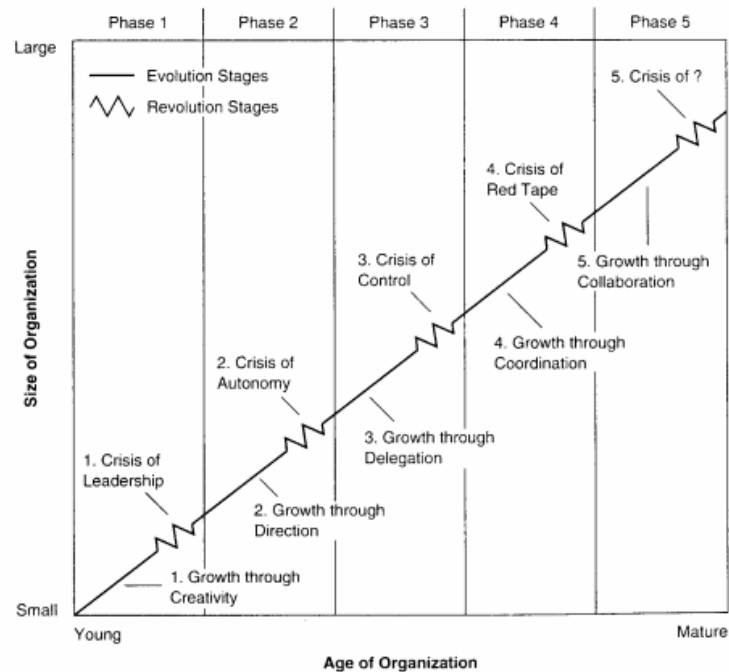 Phase 1 Phase 2 Phase 3 Phase 4 Phase 5
Large
Evolution Stages
Revolution Stages
5. Crisis of ?
4. Crisis of
Red Tape
3. Crisis of
Control
5. Growth through
Collaboration
2. Crisis of
Autonomy
4. Growth through
Coordination
1. Crisis of
Leadership
3. Growth through
Delegation
2. Growth through
Direction
1. Growth through
Creativity
Size of Organization
Small
Young
Mature
Age of Organization